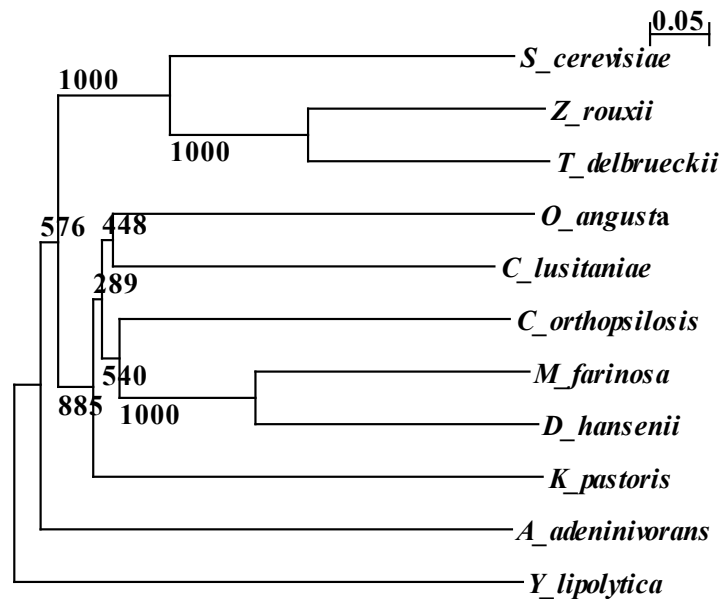 0.05
S_cerevisiae
1000
Z_rouxii
1000
T_delbrueckii
O_angusta
576
448
C_lusitaniae
289
C_orthopsilosis
540
M_farinosa
885
1000
D_hansenii
K_pastoris
A_adeninivorans
Y_lipolytica